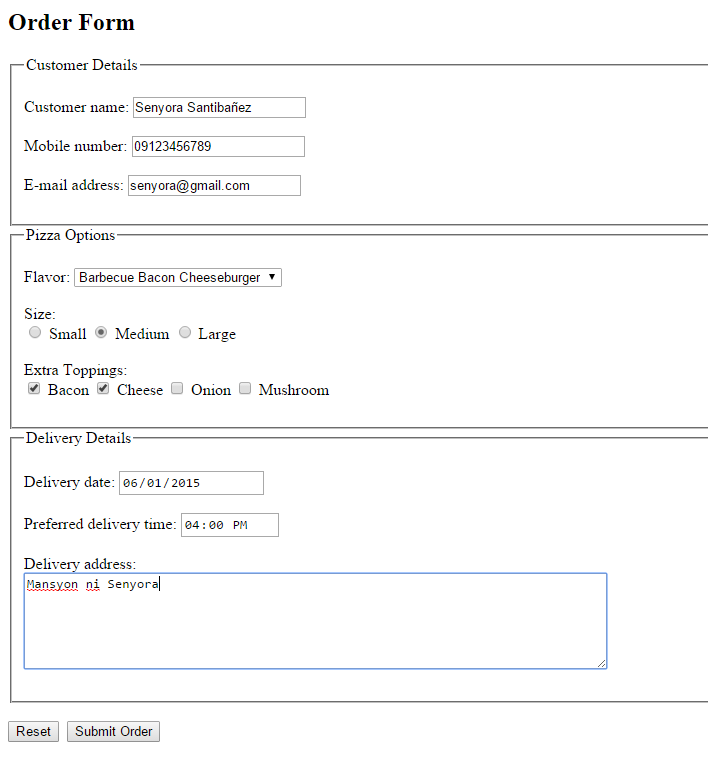 Order Form
Customer Details
Customer name: Senyora Santibañez
Mobile number: 09123456789
E-mail address: senyora@gmail.com
Pizza Options
Flavor: Barbecue Bacon Cheeseburger
Size:
Small Medium Large
Extra Toppings:
Bacon Cheese Onion Mushroom
Delivery Details
Delivery date: 06/01/2015
Preferred delivery time: 04:00 PM
Delivery address:
Mansyon ni Senyora
Reset Submit Order